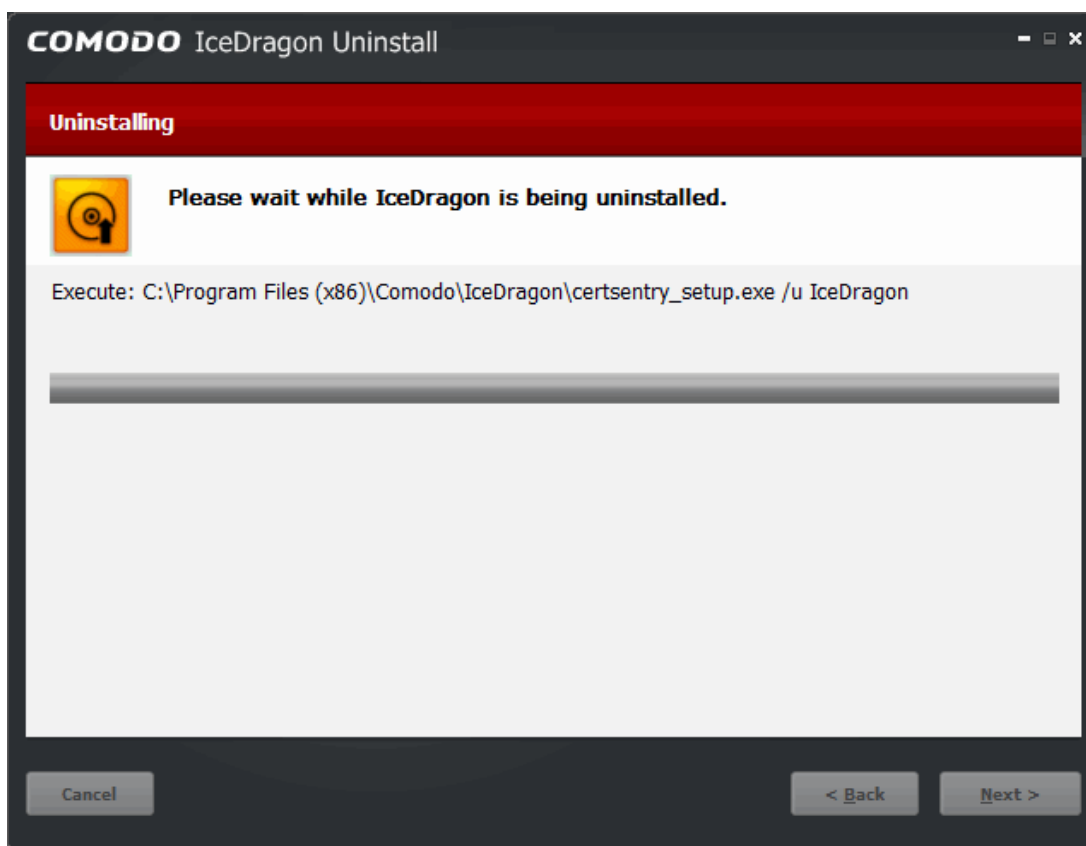 COMODO IceDragon Uninstall
Uninstalling
Please wait while IceDragon is being uninstalled.
Execute: C:\Program Files (x86)\Comodo\IceDragon\certsentry_setup.exe /u IceDragon
Cancel
< Back
Next >